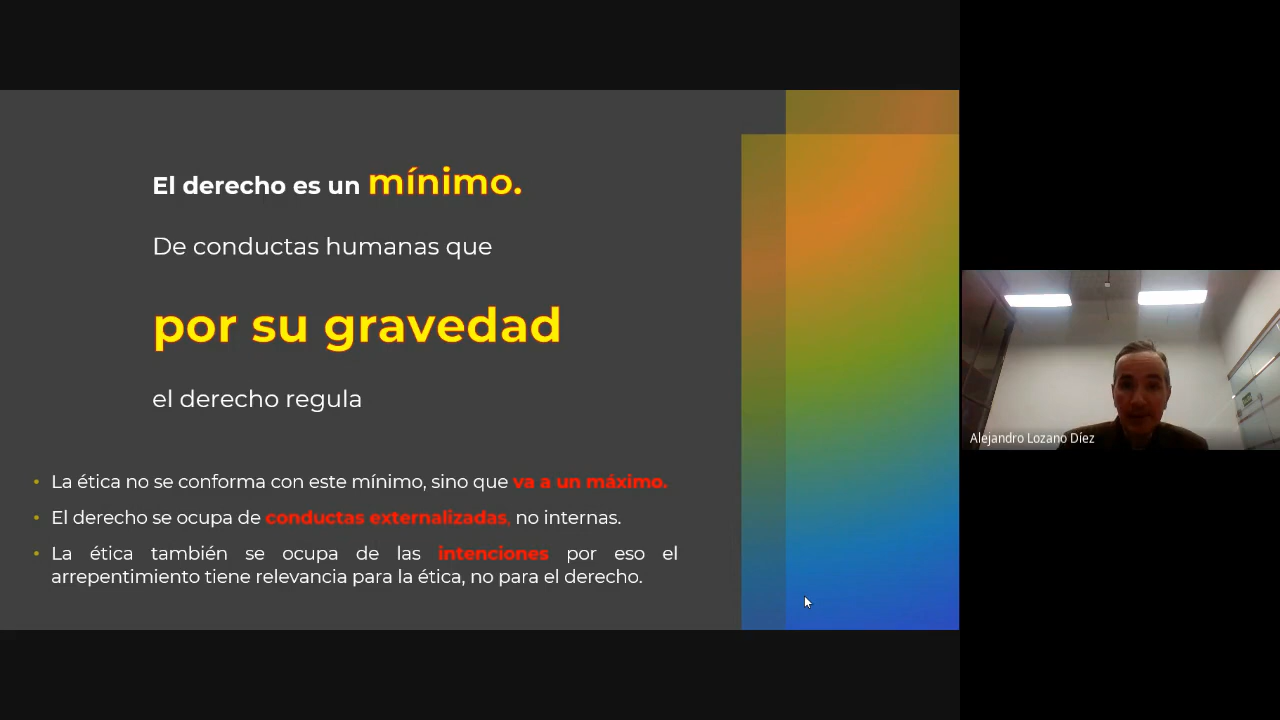 El derecho es un mínimo.
De conductas humanas que
por su gravedad
el derecho regula
• La ética no se conforma con este mínimo, sino que va a un máximo.
• El derecho se ocupa de conductas externalizadas, no internas.
• La ética también se ocupa de las intenciones por eso el
arrepentimiento tiene relevancia para la ética, no para el derecho.
Alejandro Lozano Díez